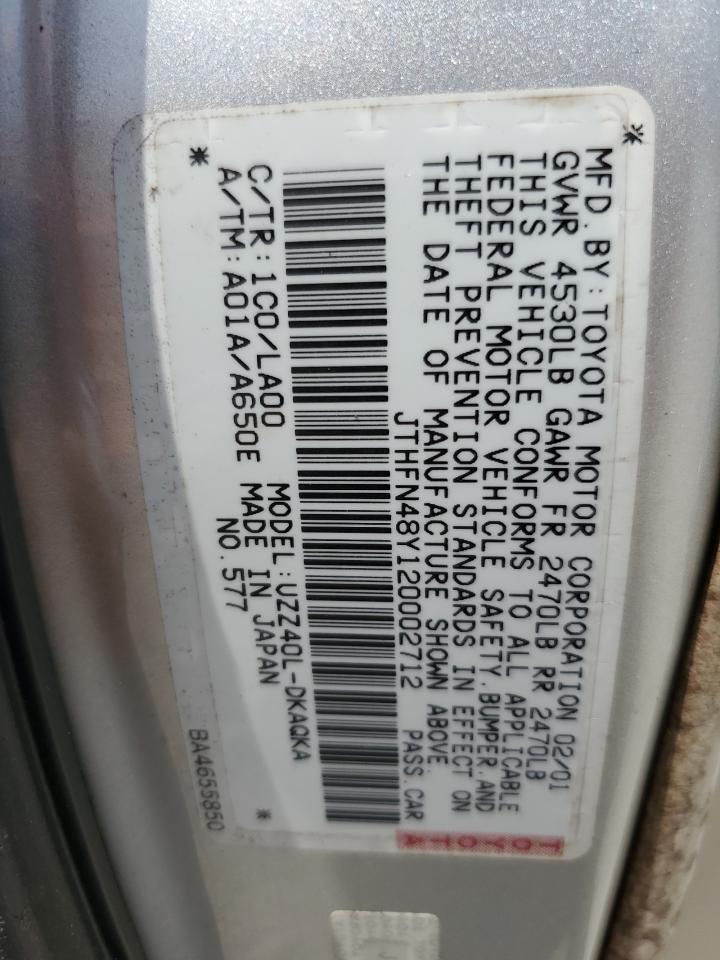 MFD. BY: TOYOTA MOTOR CORPORATION 02/01
GVWR 4530LB GAWR FR 2470LB RR 2470LB
THIS VEHICLE CONFORMS TO ALL APPLICABLE
FEDERAL MOTOR VEHICLE SAFETY, BUMPER, AND
THEFT PREVENTION STANDARDS IN EFFECT ON
THE DATE OF MANUFACTURE SHOWN ABOVE.
JTHFN48Y120002712 PASS. CAR
C/TR: 1C0/LA00 MODEL: UZZ40L-DKAQKA
A/TM: A01A/A650E MADE IN JAPAN
NO. 577
BA4655850
TOYOTA